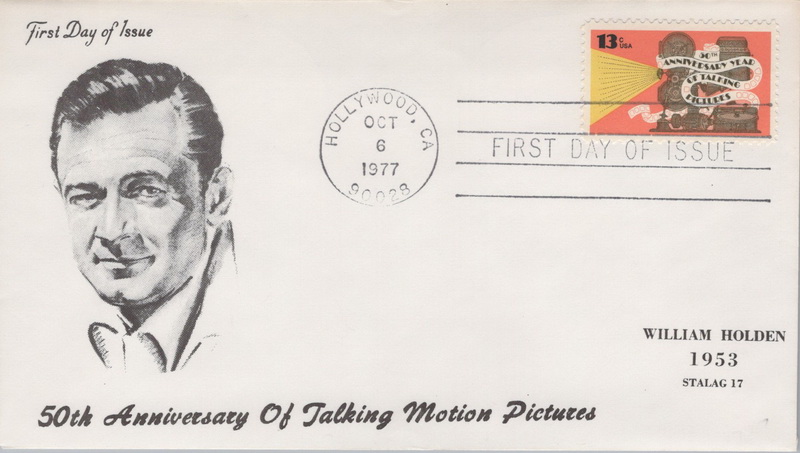 First Day of Issue
13c
USA
50TH
ANNIVERSARY YEAR
OF TALKING
PICTURES
HOLLYWOOD, CA
OCT
6
1977
90028
FIRST DAY OF ISSUE
WILLIAM HOLDEN
1953
STALAG 17
50th Anniversary Of Talking Motion Pictures